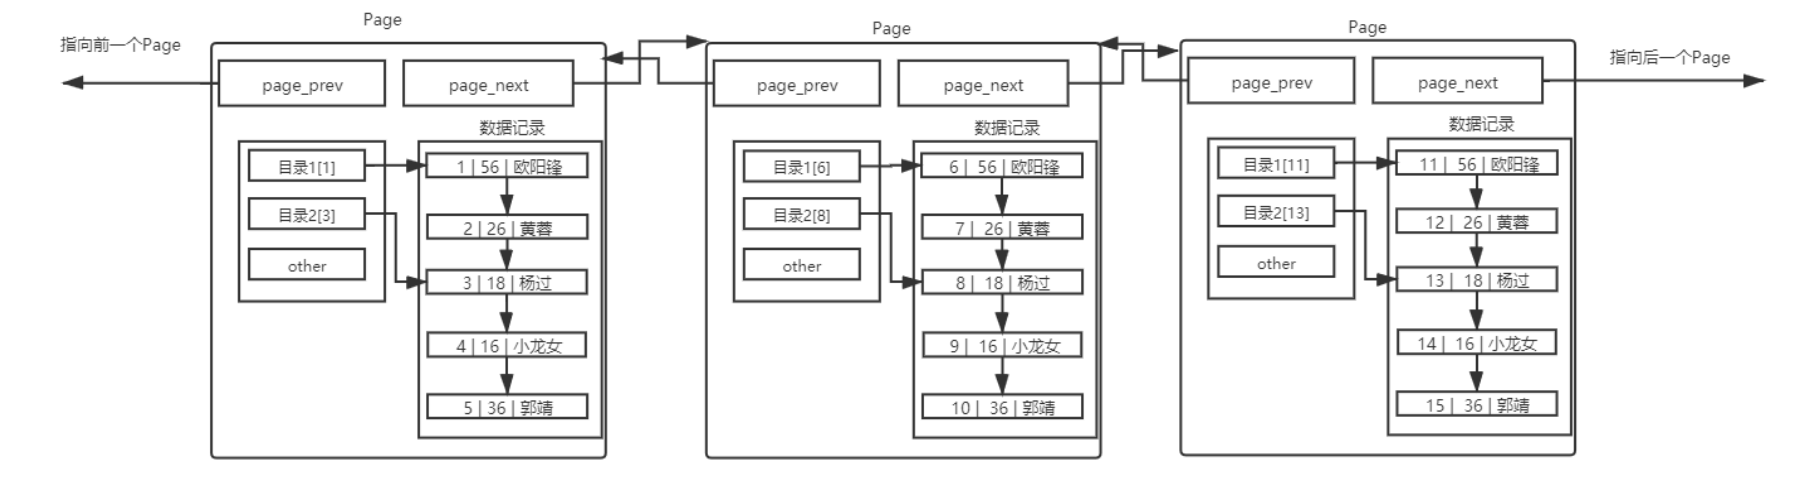 指向前一个Page
Page
page_prev
page_next
数据记录
目录1[1]
目录2[3]
other
1 | 56 | 欧阳锋
2 | 26 | 黄蓉
3 | 18 | 杨过
4 | 16 | 小龙女
5 | 36 | 郭靖
Page
page_prev
page_next
数据记录
目录1[6]
目录2[8]
other
6 | 56 | 欧阳锋
7 | 26 | 黄蓉
8 | 18 | 杨过
9 | 16 | 小龙女
10 | 36 | 郭靖
Page
page_prev
page_next
数据记录
目录1[11]
目录2[13]
other
11 | 56 | 欧阳锋
12 | 26 | 黄蓉
13 | 18 | 杨过
14 | 16 | 小龙女
15 | 36 | 郭靖
指向后一个Page